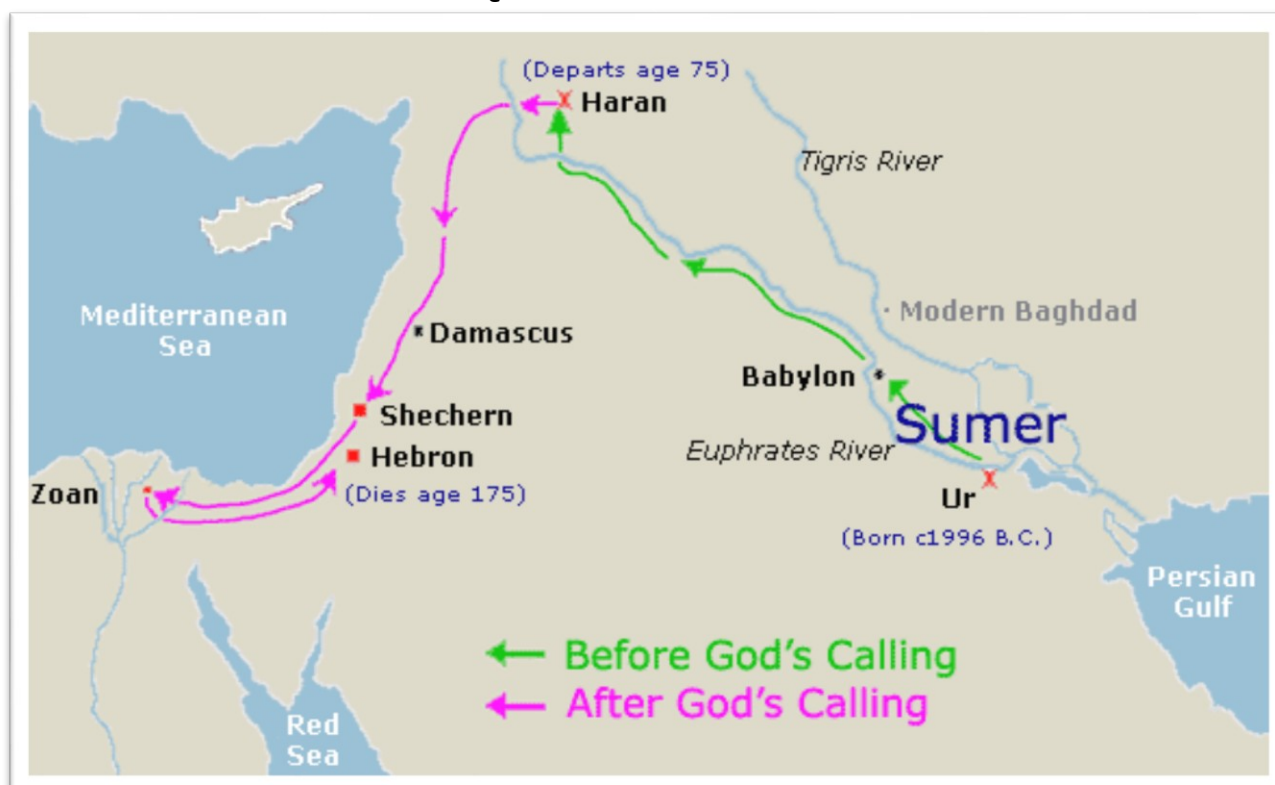 (Departs age 75)
Haran
Tigris River
Mediterranean
Sea
Modern Baghdad
Damascus
Babylon
Shechern
Sumer
Hebron
Euphrates River
Zoan
(Dies age 175)
Ur
(Born c1996 B.C.)
Persian
Gulf
Before God's Calling
After God's Calling
Red
Sea